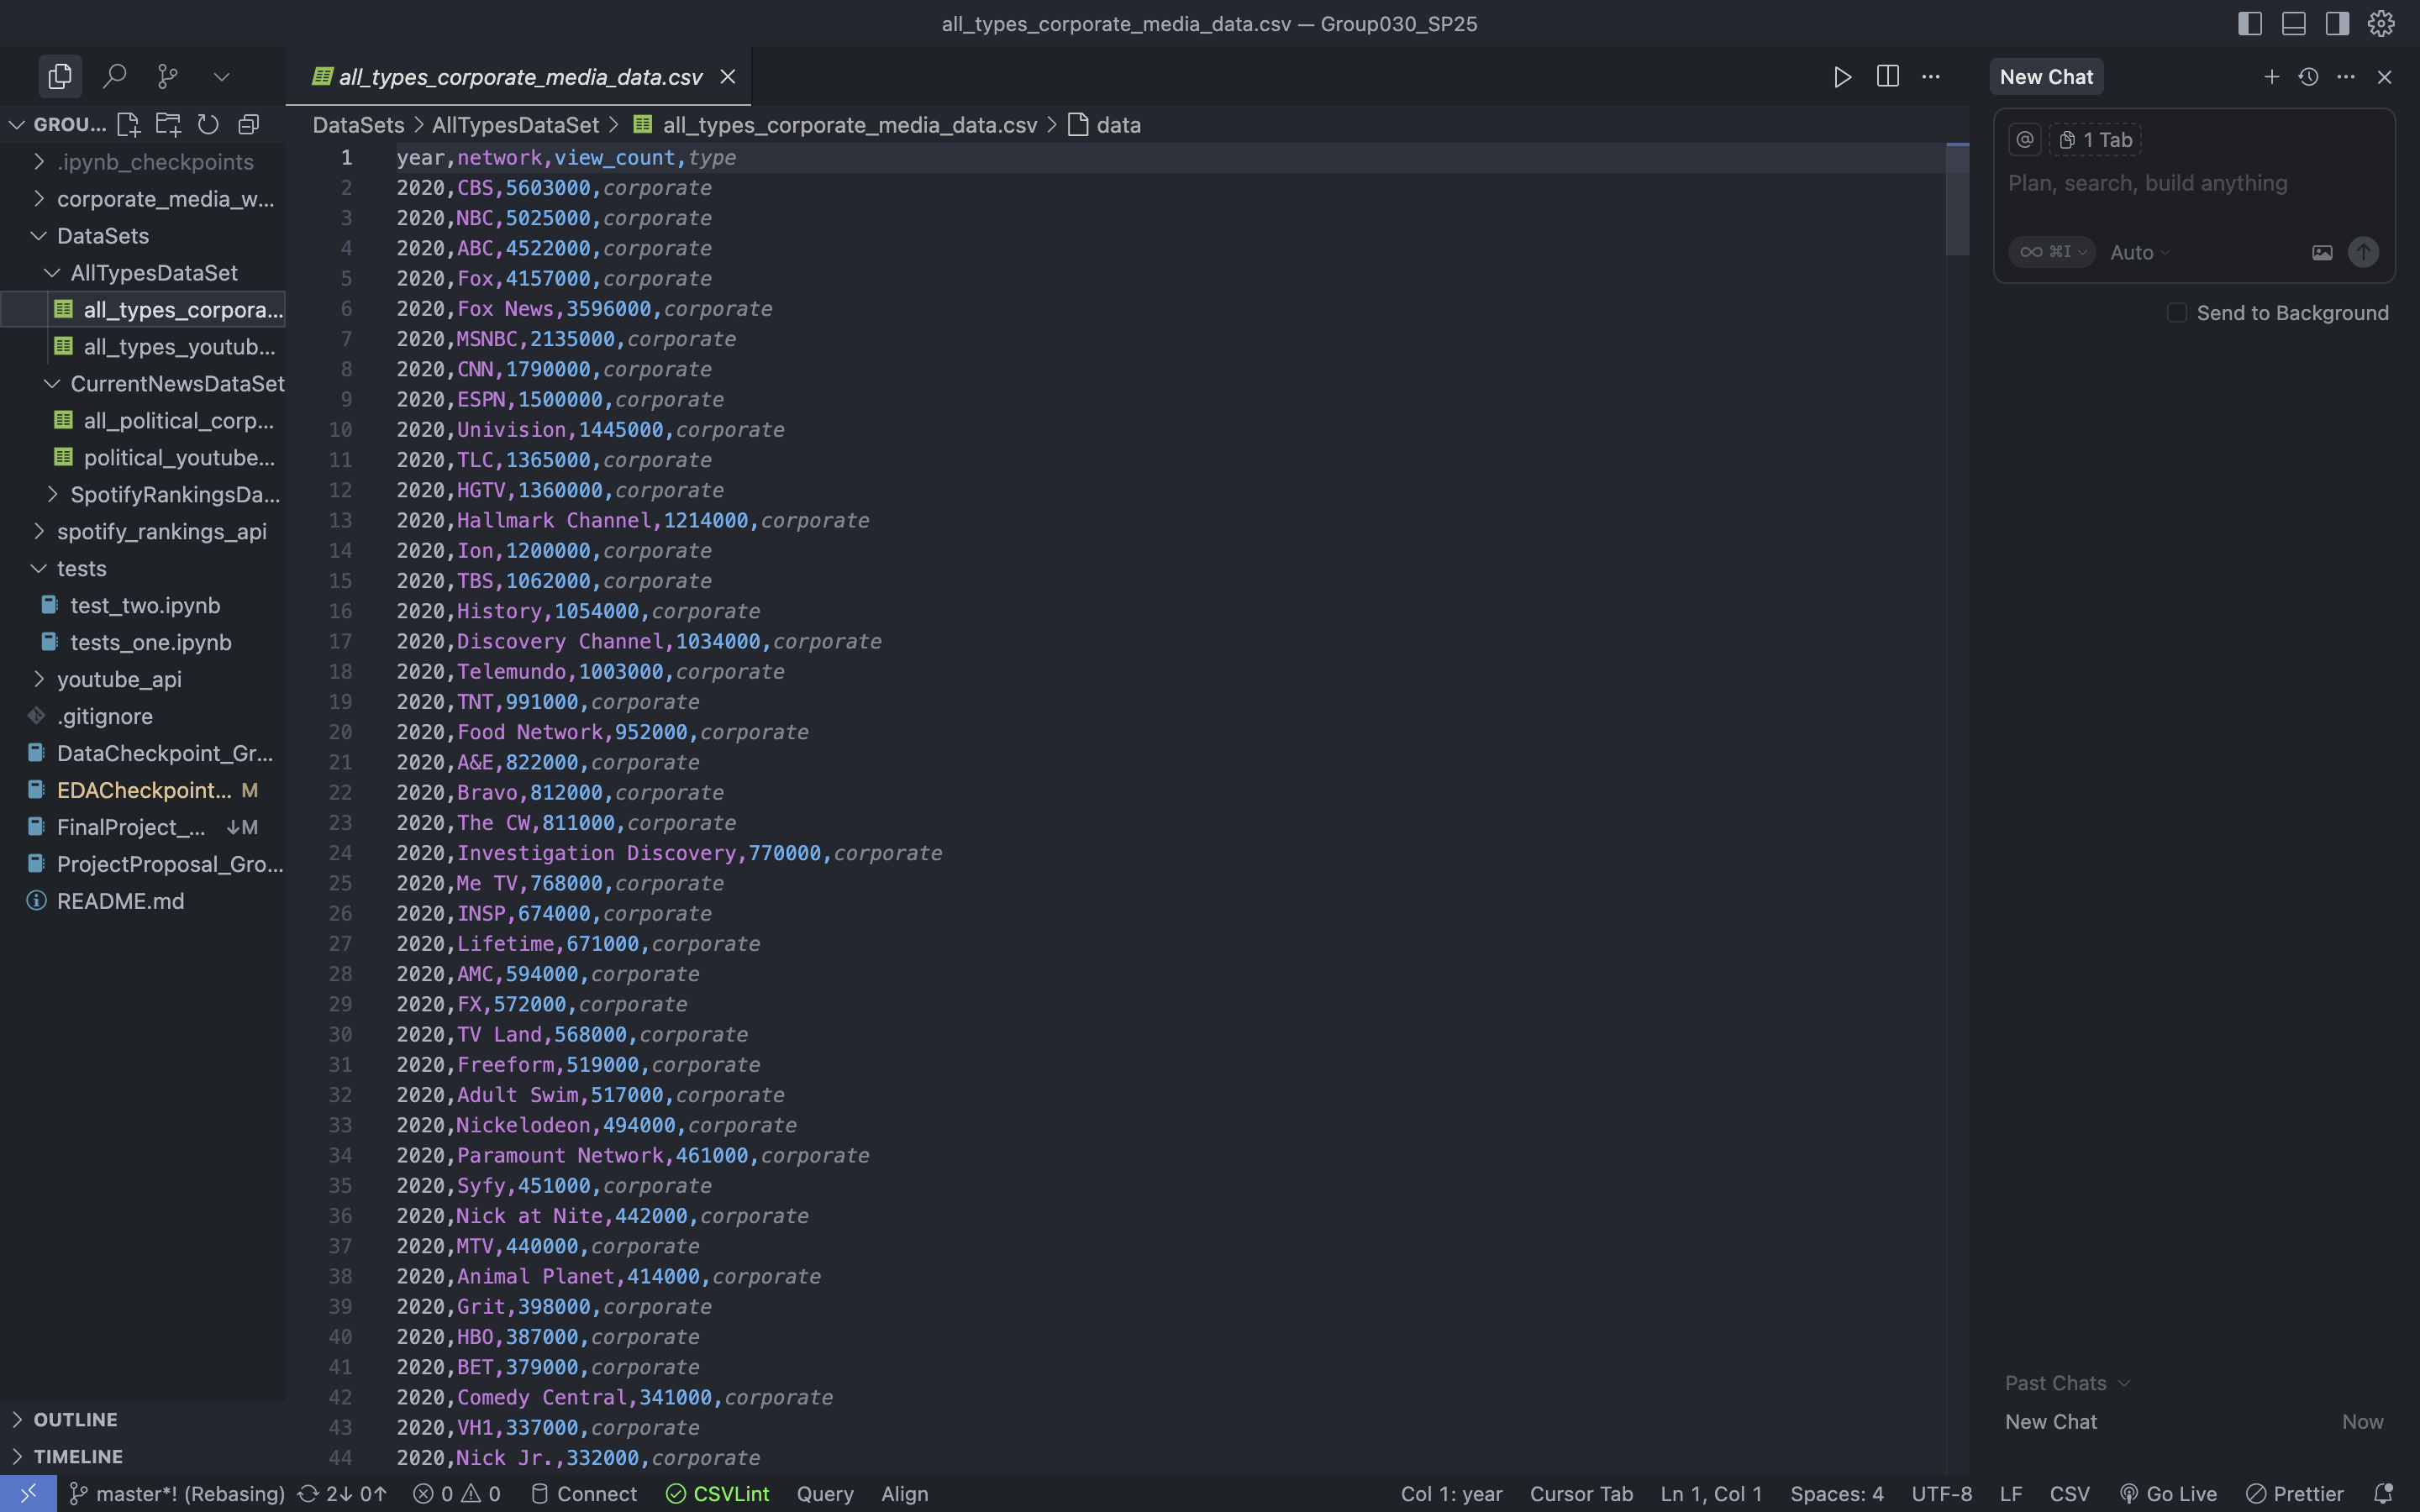 all_types_corporate_media_data.csv — Group030_SP25
all_types_corporate_media_data.csv
New Chat
GROU...
DataSets > AllTypesDataSet > all_types_corporate_media_data.csv > data
.ipynb_checkpoints
corporate_media_w...
DataSets
AllTypesDataSet
all_types_corpora...
all_types_youtub...
CurrentNewsDataSet
all_political_corp...
political_youtube...
SpotifyRankingsDa...
spotify_rankings_api
tests
test_two.ipynb
tests_one.ipynb
youtube_api
.gitignore
DataCheckpoint_Gr...
EDACheckpoint... M
FinalProject_... ↓M
ProjectProposal_Gro...
README.md
OUTLINE
TIMELINE
1 year,network,view_count,type
2 2020,CBS,5603000,corporate
3 2020,NBC,5025000,corporate
4 2020,ABC,4522000,corporate
5 2020,Fox,4157000,corporate
6 2020,Fox News,3596000,corporate
7 2020,MSNBC,2135000,corporate
8 2020,CNN,1790000,corporate
9 2020,ESPN,1500000,corporate
10 2020,Univision,1445000,corporate
11 2020,TLC,1365000,corporate
12 2020,HGTV,1360000,corporate
13 2020,Hallmark Channel,1214000,corporate
14 2020,Ion,1200000,corporate
15 2020,TBS,1062000,corporate
16 2020,History,1054000,corporate
17 2020,Discovery Channel,1034000,corporate
18 2020,Telemundo,1003000,corporate
19 2020,TNT,991000,corporate
20 2020,Food Network,952000,corporate
21 2020,A&E,822000,corporate
22 2020,Bravo,812000,corporate
23 2020,The CW,811000,corporate
24 2020,Investigation Discovery,770000,corporate
25 2020,Me TV,768000,corporate
26 2020,INSP,674000,corporate
27 2020,Lifetime,671000,corporate
28 2020,AMC,594000,corporate
29 2020,FX,572000,corporate
30 2020,TV Land,568000,corporate
31 2020,Freeform,519000,corporate
32 2020,Adult Swim,517000,corporate
33 2020,Nickelodeon,494000,corporate
34 2020,Paramount Network,461000,corporate
35 2020,Syfy,451000,corporate
36 2020,Nick at Nite,442000,corporate
37 2020,MTV,440000,corporate
38 2020,Animal Planet,414000,corporate
39 2020,Grit,398000,corporate
40 2020,HBO,387000,corporate
41 2020,BET,379000,corporate
42 2020,Comedy Central,341000,corporate
43 2020,VH1,337000,corporate
44 2020,Nick Jr.,332000,corporate
@ 1 Tab
Plan, search, build anything
∞ ⌘I Auto
Send to Background
Past Chats
New Chat Now
master*! (Rebasing) 2↓ 0↑ 0 0 Connect CSVLint Query Align Col 1: year Cursor Tab Ln 1, Col 1 Spaces: 4 UTF-8 LF CSV Go Live Prettier